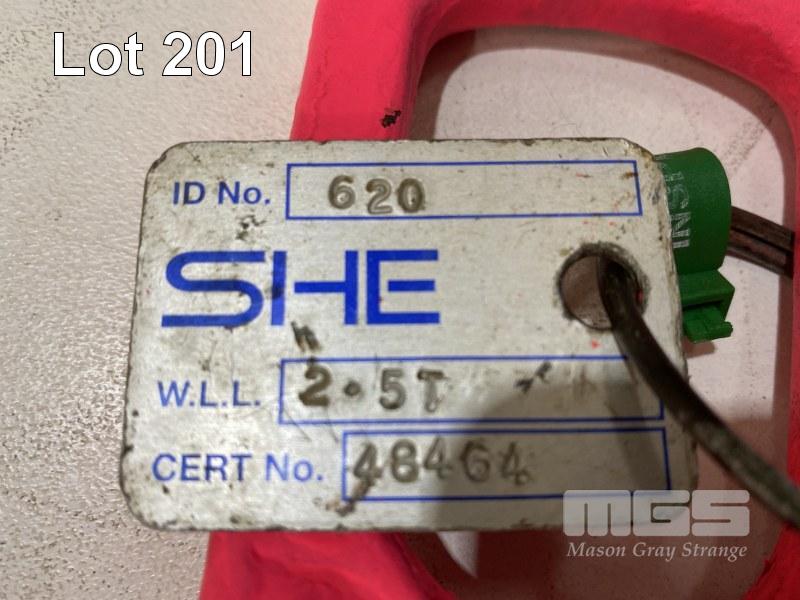 Lot 201
ID No. 620
SHE
W.L.L. 2.5T
CERT No. 48464
MGS
Mason Gray Strange